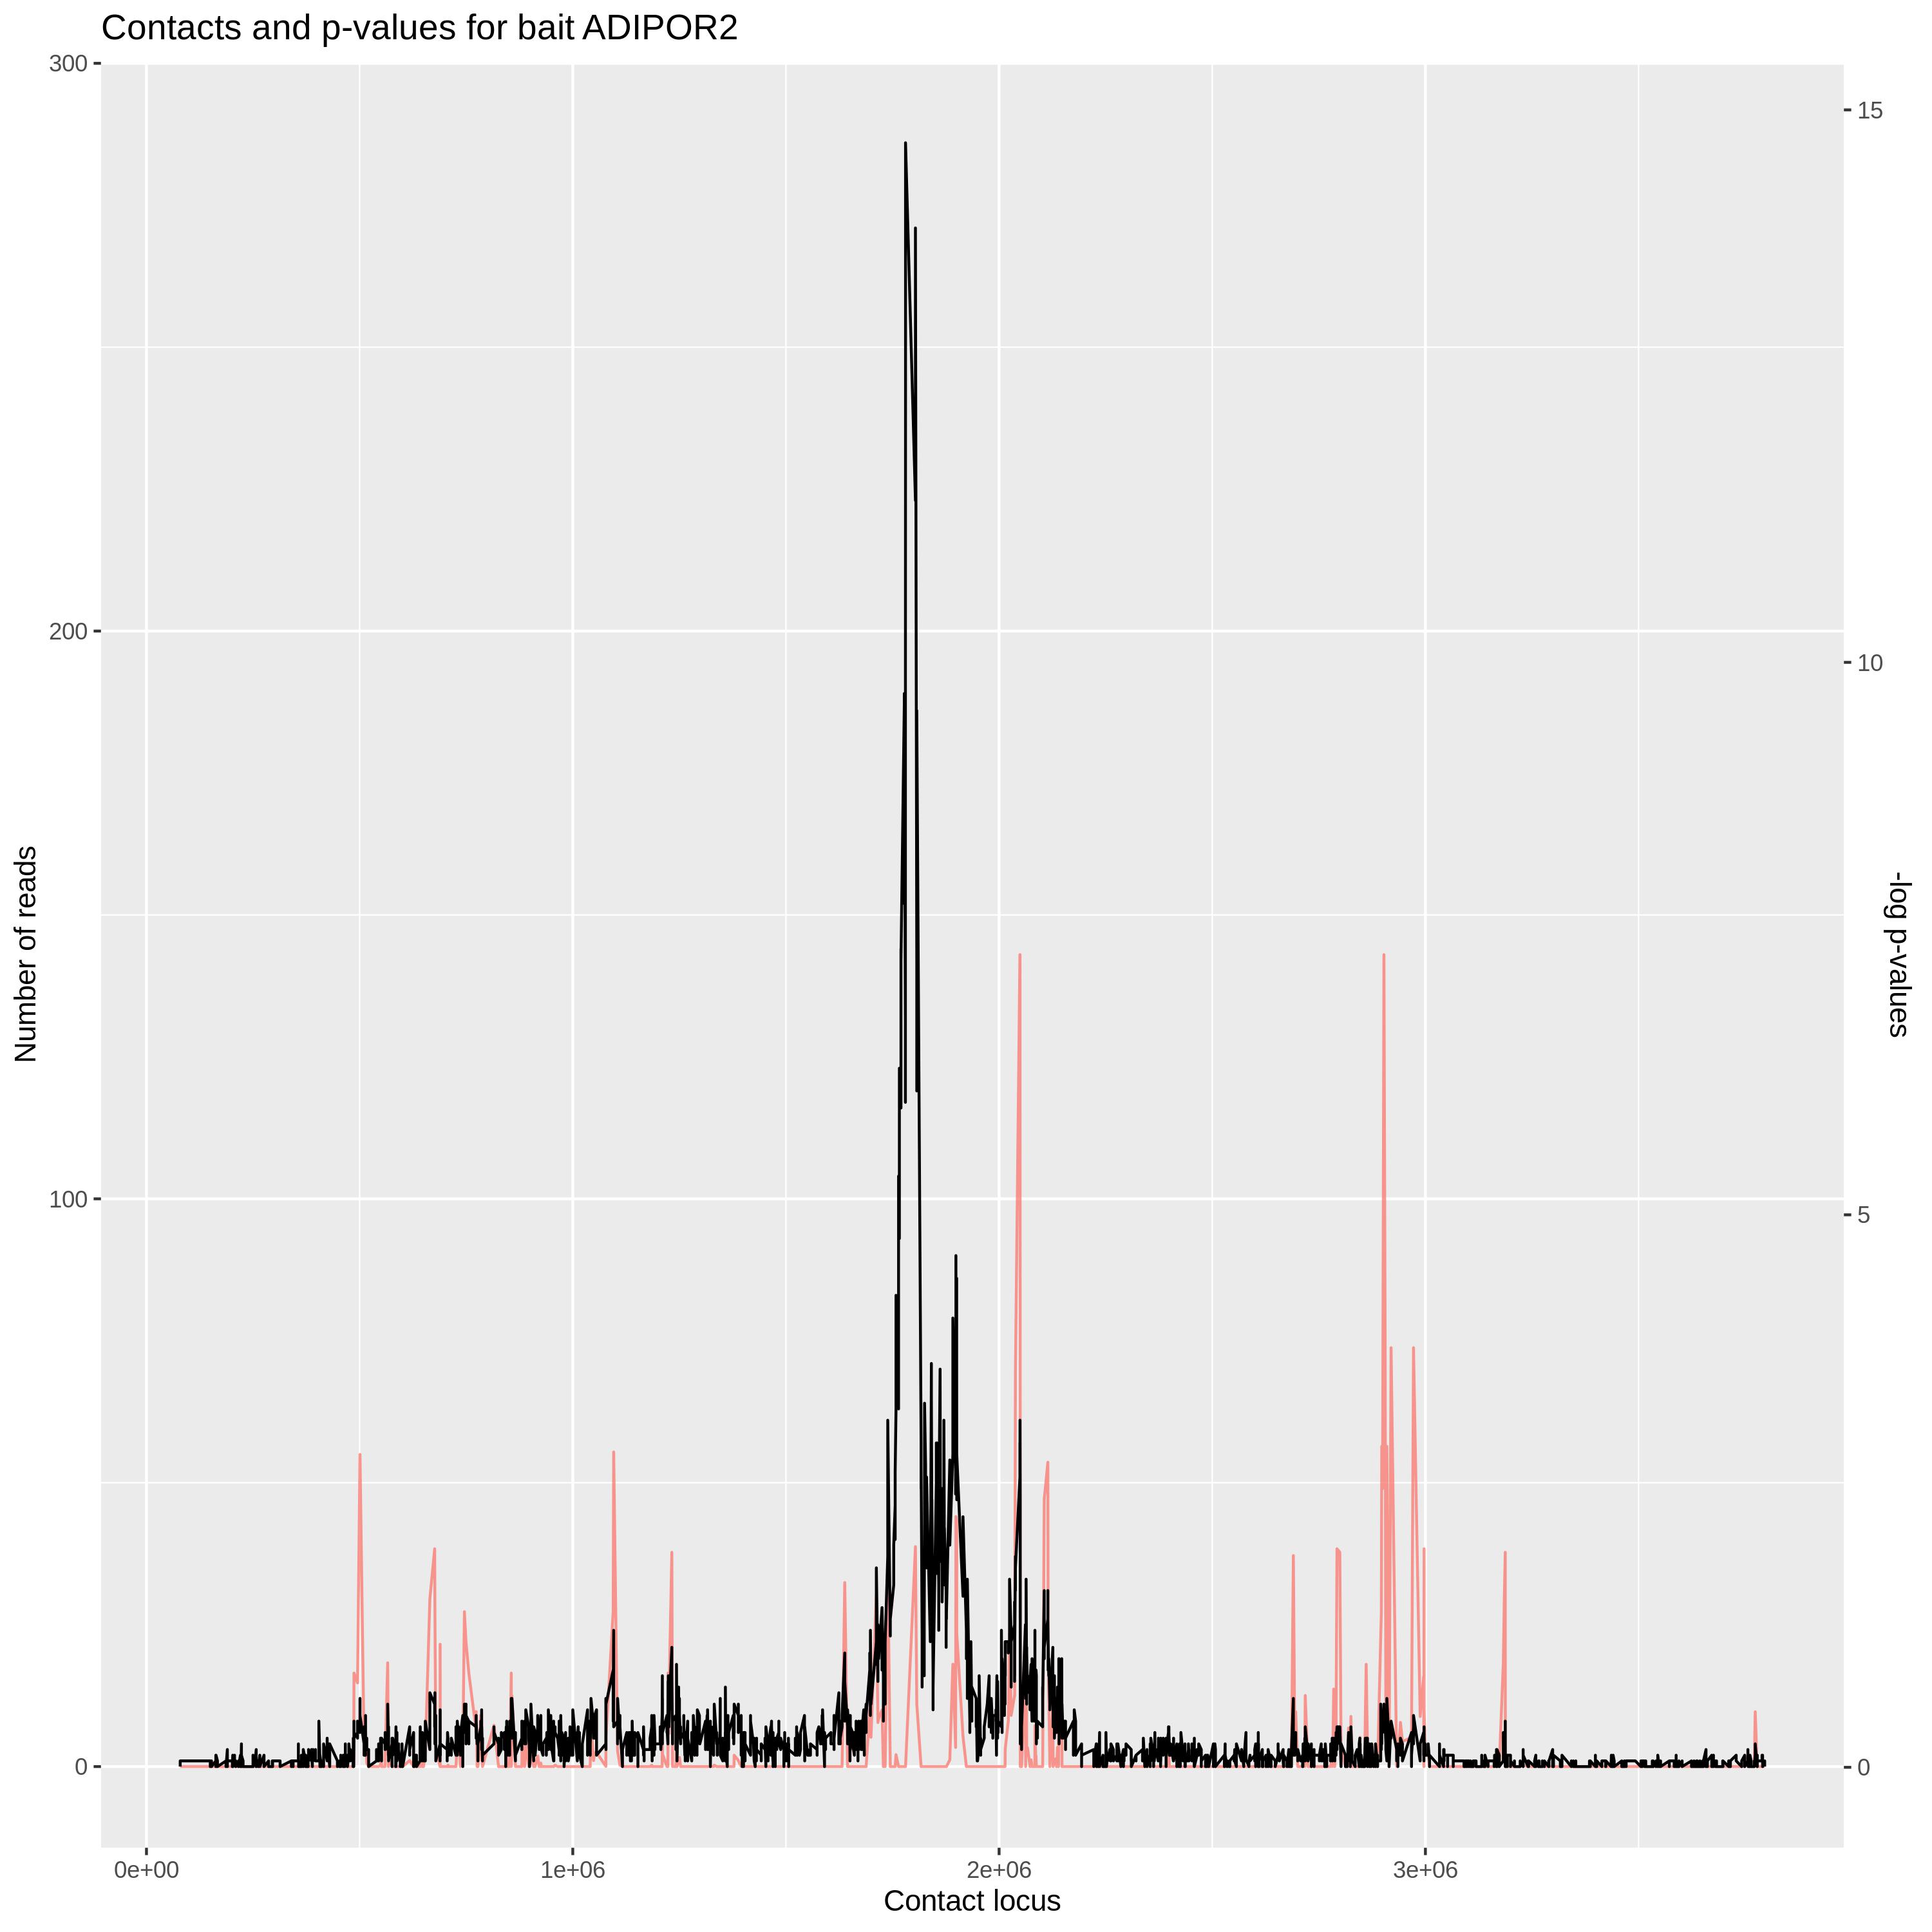 Contacts and p-values for bait ADIPOR2
300
200
100
0
Number of reads
15
10
5
0
-log p-values
0e+00 1e+06 2e+06 3e+06
Contact locus